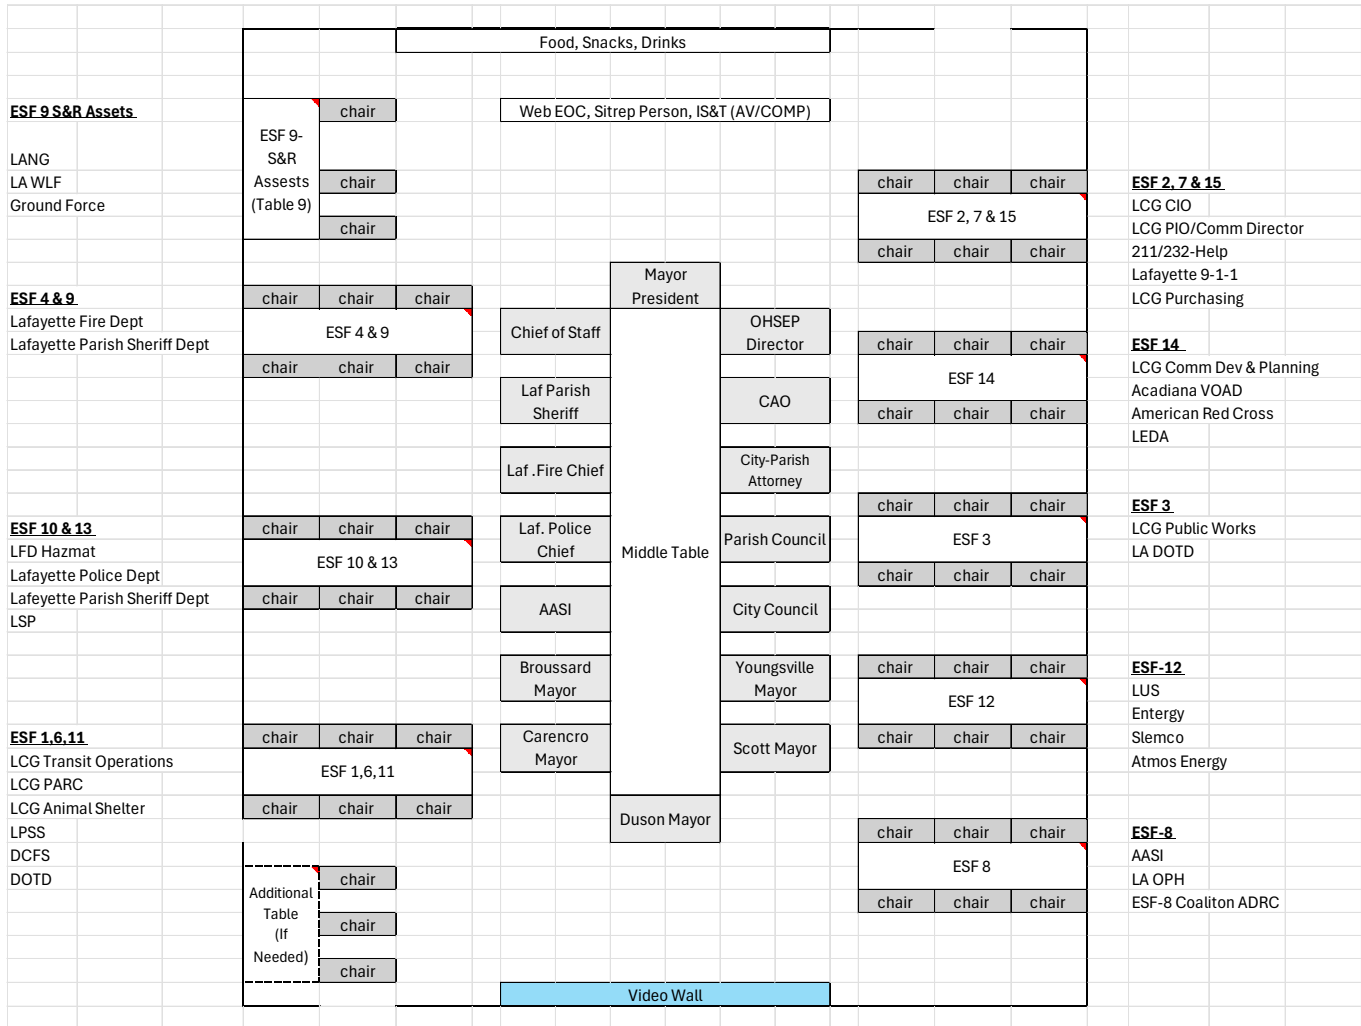 Food, Snacks, Drinks
ESF 9 S&R Assets
chair
Web EOC, Sitrep Person, IS&T (AV/COMP)
ESF 9-
S&R
Assests
(Table 9)
LANG
LA WLF
Ground Force
chair
chair
chair chair chair
ESF 2, 7 & 15
chair chair chair
ESF 2, 7 & 15
LCG CIO
LCG PIO/Comm Director
211/232-Help
Lafayette 9-1-1
LCG Purchasing
Mayor
President
ESF 4 & 9
Lafayette Fire Dept
Lafayette Parish Sheriff Dept
chair chair chair
ESF 4 & 9
chair chair chair
Chief of Staff
OHSEP
Director
chair chair chair
ESF 14
chair chair chair
ESF 14
LCG Comm Dev & Planning
Acadiana VOAD
American Red Cross
LEDA
Laf Parish
Sheriff
CAO
Laf .Fire Chief
City-Parish
Attorney
chair chair chair
ESF 3
chair chair chair
ESF 3
LCG Public Works
LA DOTD
ESF 10 & 13
LFD Hazmat
Lafayette Police Dept
Lafeyette Parish Sheriff Dept
LSP
chair chair chair
ESF 10 & 13
chair chair chair
Laf. Police
Chief
Middle Table
Parish Council
AASI
City Council
Broussard
Mayor
Youngsville
Mayor
chair chair chair
ESF 12
chair chair chair
ESF-12
LUS
Entergy
Slemco
Atmos Energy
ESF 1,6,11
LCG Transit Operations
LCG PARC
LCG Animal Shelter
LPSS
DCFS
DOTD
chair chair chair
ESF 1,6,11
chair chair chair
Carencro
Mayor
Scott Mayor
Duson Mayor
chair chair chair
ESF 8
chair chair chair
ESF-8
AASI
LA OPH
ESF-8 Coaliton ADRC
Additional
Table
(If
Needed)
chair
chair
chair
Video Wall